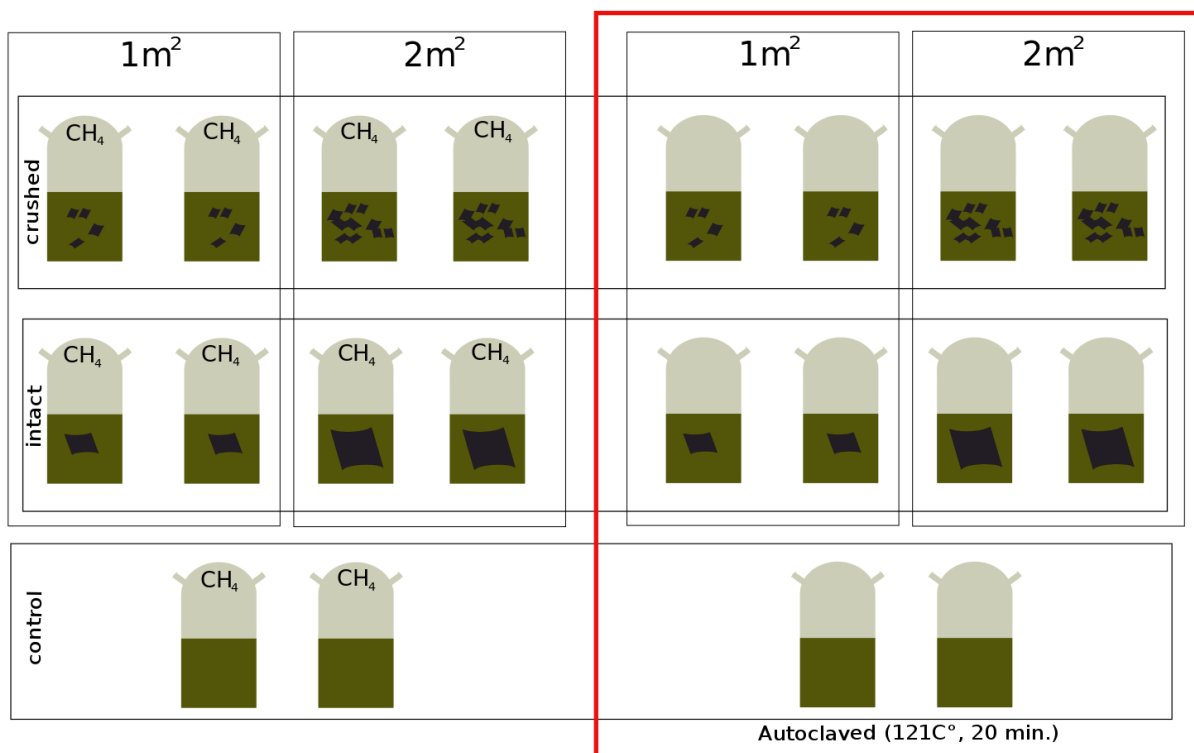 1m²
2m²
1m²
2m²
crushed
CH₄
CH₄
CH₄
CH₄
intact
CH₄
CH₄
CH₄
CH₄
control
CH₄
CH₄
Autoclaved (121C°, 20 min.)